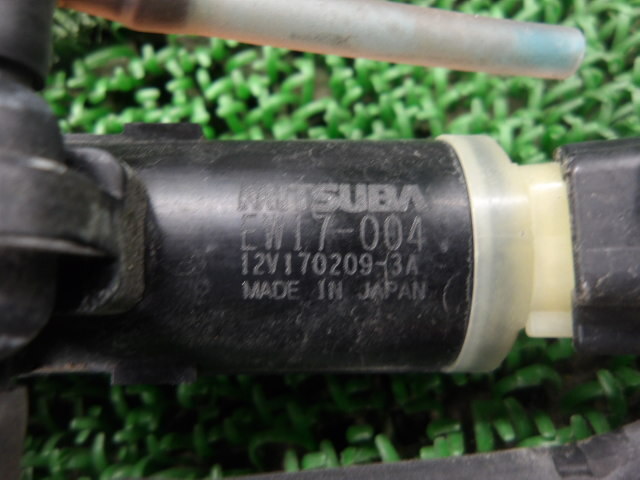 MITSUBA
EW17-004
12V170209-3A
MADE IN JAPAN